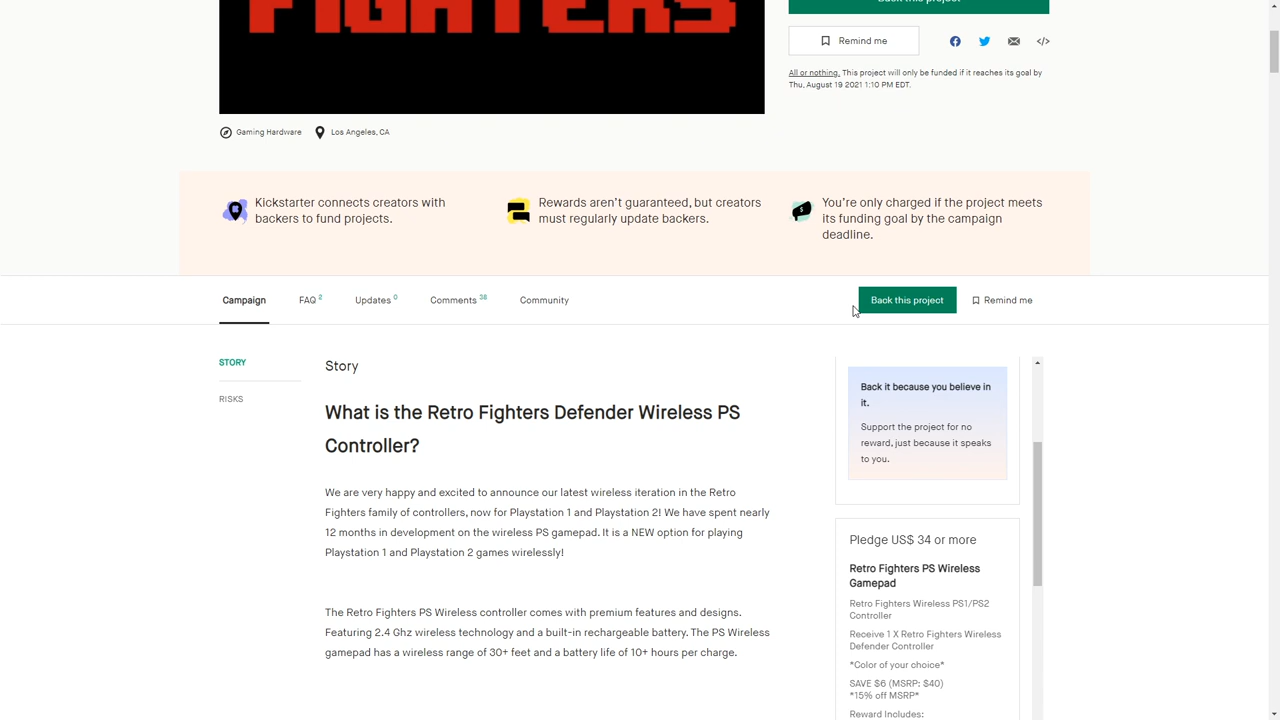 FIGHTERS
Back this project
Remind me
</>
All or nothing. This project will only be funded if it reaches its goal by
Thu, August 19 2021 1:10 PM EDT.
Gaming Hardware
Los Angeles, CA
Kickstarter connects creators with
backers to fund projects.
Rewards aren't guaranteed, but creators
must regularly update backers.
You're only charged if the project meets
its funding goal by the campaign
deadline.
Campaign
FAQ 2
Updates 0
Comments 38
Community
Back this project
Remind me
STORY
RISKS
Story
What is the Retro Fighters Defender Wireless PS
Controller?
We are very happy and excited to announce our latest wireless iteration in the Retro
Fighters family of controllers, now for Playstation 1 and Playstation 2! We have spent nearly
12 months in development on the wireless PS gamepad. It is a NEW option for playing
Playstation 1 and Playstation 2 games wirelessly!
The Retro Fighters PS Wireless controller comes with premium features and designs.
Featuring 2.4 Ghz wireless technology and a built-in rechargeable battery. The PS Wireless
gamepad has a wireless range of 30+ feet and a battery life of 10+ hours per charge.
Back it because you believe in
it.
Support the project for no
reward, just because it speaks
to you.
Pledge US$ 34 or more
Retro Fighters PS Wireless
Gamepad
Retro Fighters Wireless PS1/PS2
Controller
Receive 1 X Retro Fighters Wireless
Defender Controller
*Color of your choice*
SAVE $6 (MSRP: $40)
*15% off MSRP*
Reward Includes: